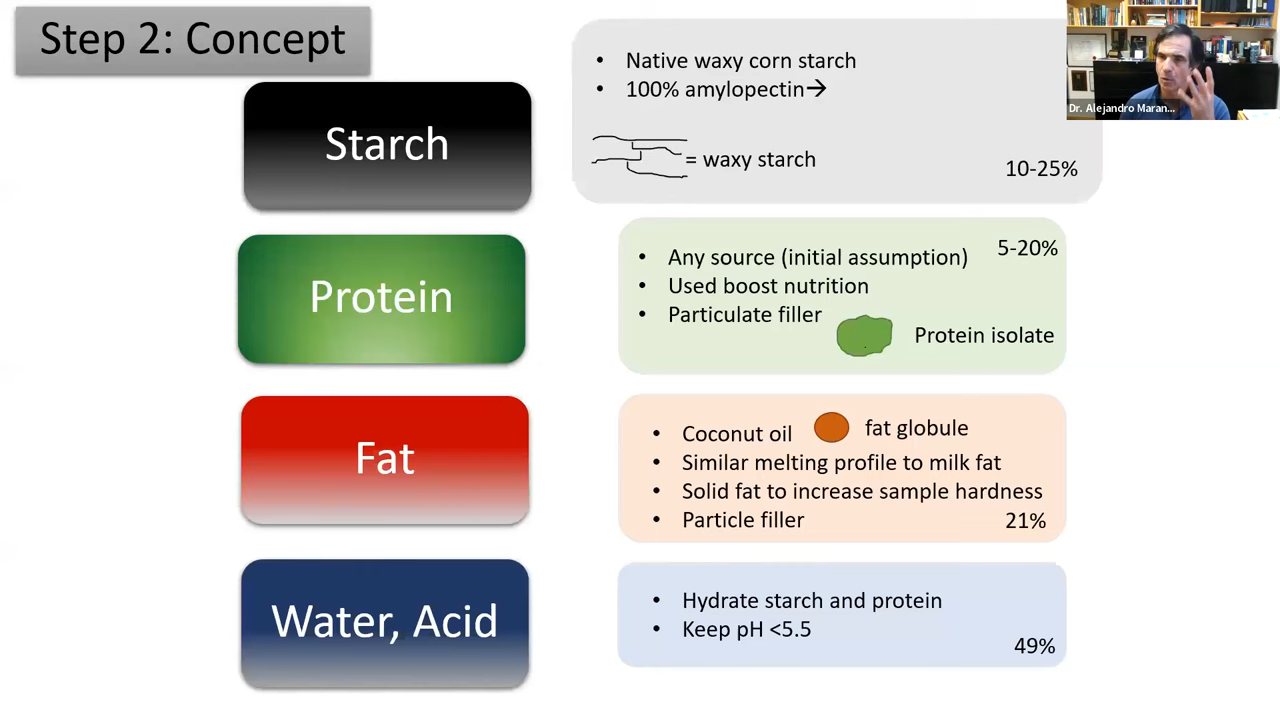 Step 2: Concept
Starch
• Native waxy corn starch
• 100% amylopectin→
= waxy starch
10-25%
Dr. Alejandro Maran...
Protein
• Any source (initial assumption)
5-20%
• Used boost nutrition
• Particulate filler
Protein isolate
Fat
• Coconut oil
fat globule
• Similar melting profile to milk fat
• Solid fat to increase sample hardness
• Particle filler
21%
Water, Acid
• Hydrate starch and protein
• Keep pH <5.5
49%